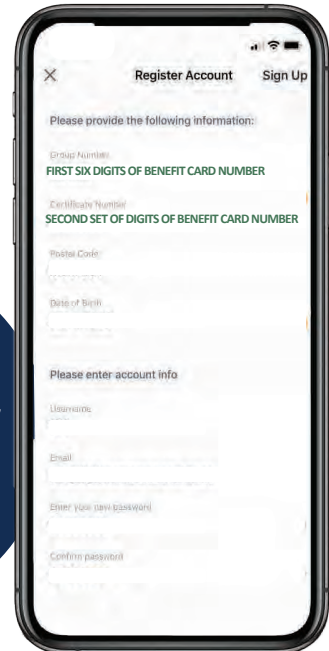 Register Account Sign Up
Please provide the following information:
Group Number
FIRST SIX DIGITS OF BENEFIT CARD NUMBER
Certificate Number
SECOND SET OF DIGITS OF BENEFIT CARD NUMBER
Postal Code
Date of Birth
Please enter account info
Username
Email
Enter your new password
Confirm password